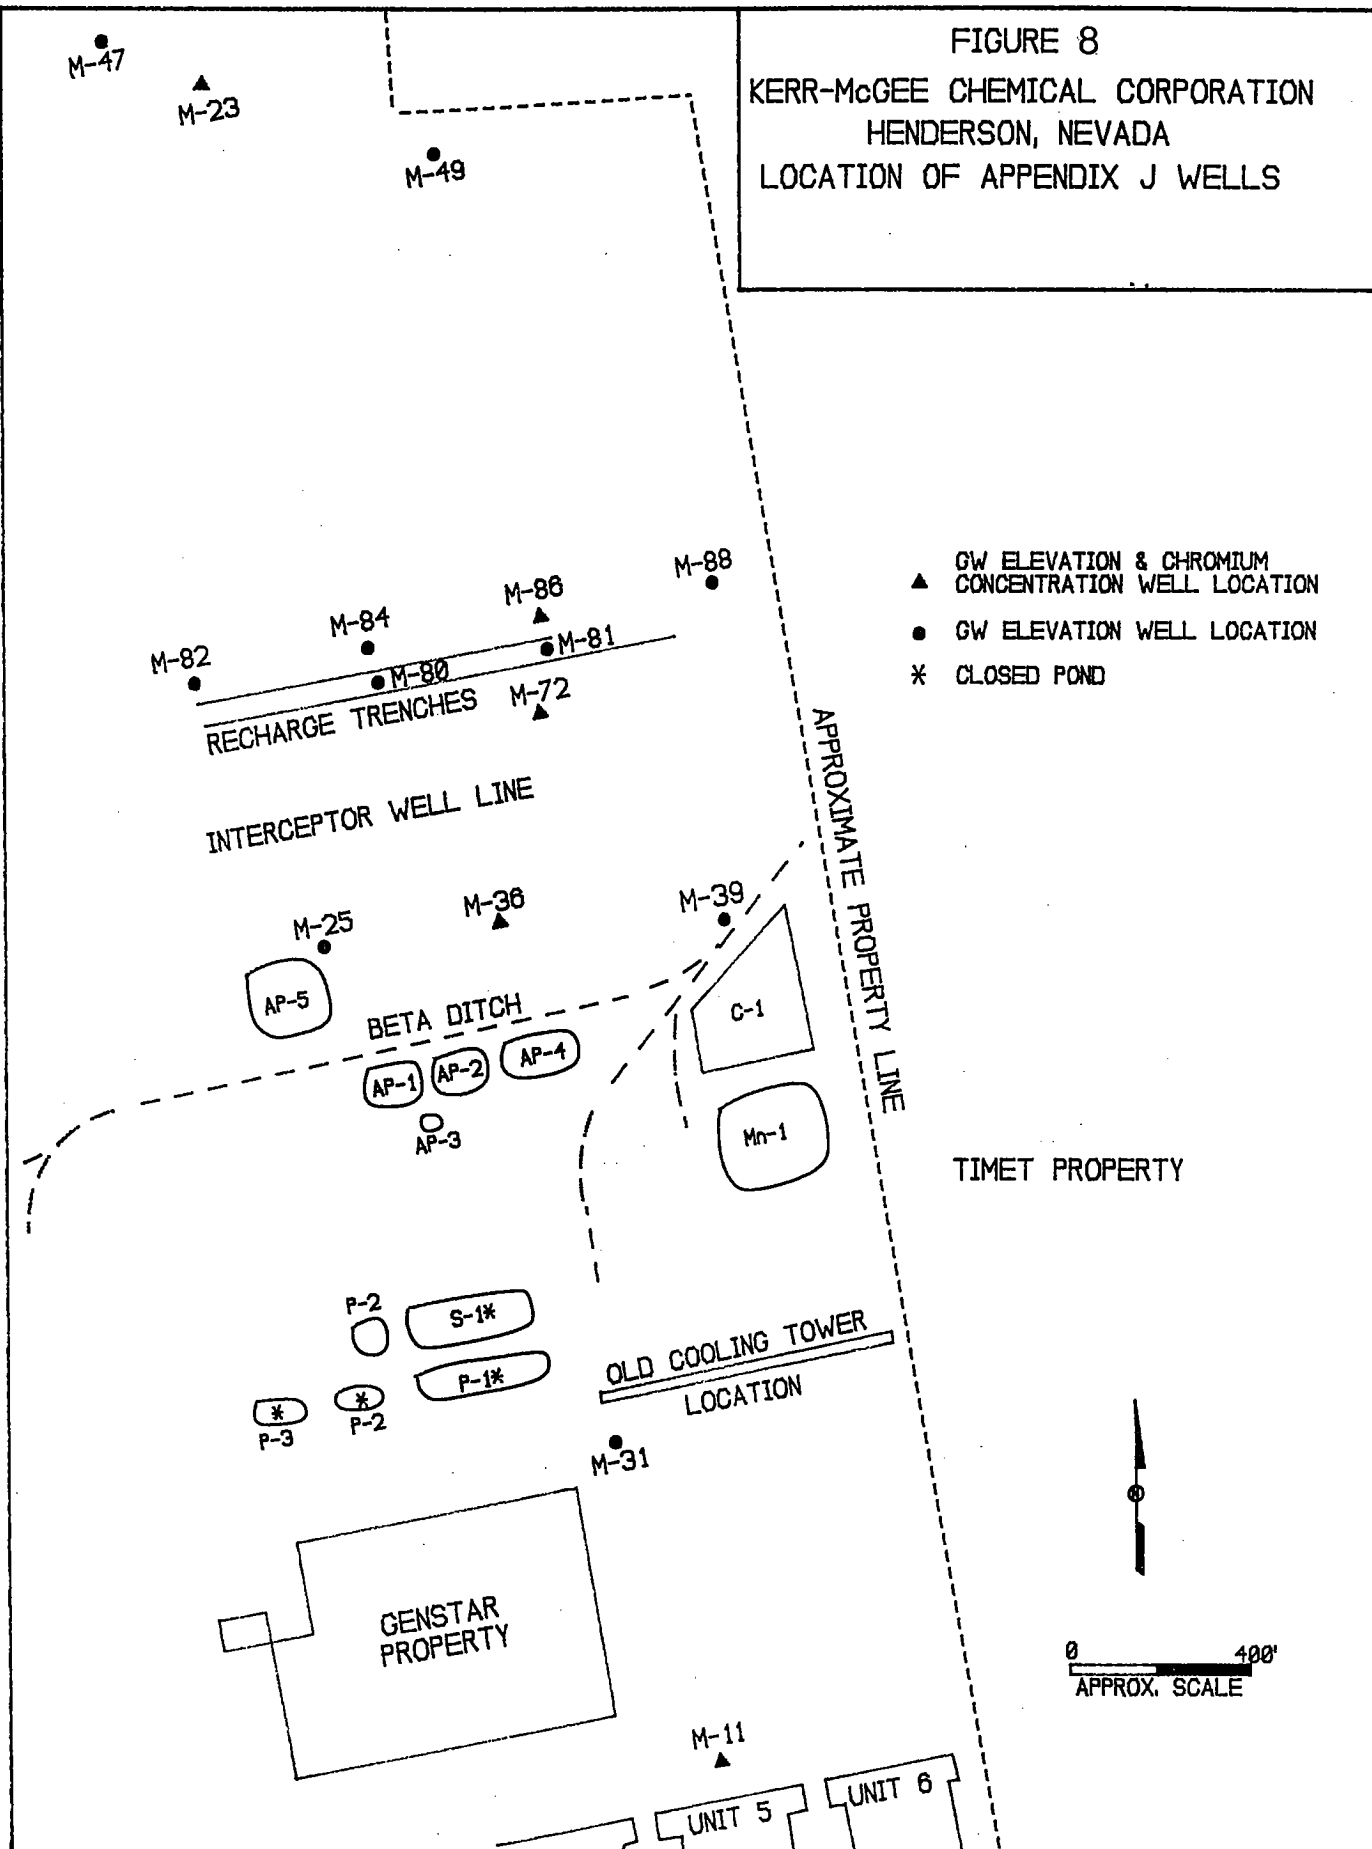 FIGURE 8
KERR-McGEE CHEMICAL CORPORATION
HENDERSON, NEVADA
LOCATION OF APPENDIX J WELLS
M-47
M-23
M-49
M-88
M-86
M-84
M-81
M-82
M-80
M-72
RECHARGE TRENCHES
INTERCEPTOR WELL LINE
GW ELEVATION & CHROMIUM
CONCENTRATION WELL LOCATION
GW ELEVATION WELL LOCATION
* CLOSED POND
APPROXIMATE PROPERTY LINE
M-39
M-36
M-25
AP-5
BETA DITCH
C-1
AP-4
AP-2
AP-1
AP-3
Mn-1
TIMET PROPERTY
P-2
S-1*
P-1*
*
P-2
*
P-3
OLD COOLING TOWER
LOCATION
M-31
GENSTAR
PROPERTY
N
0 400'
APPROX. SCALE
M-11
UNIT 5
UNIT 6